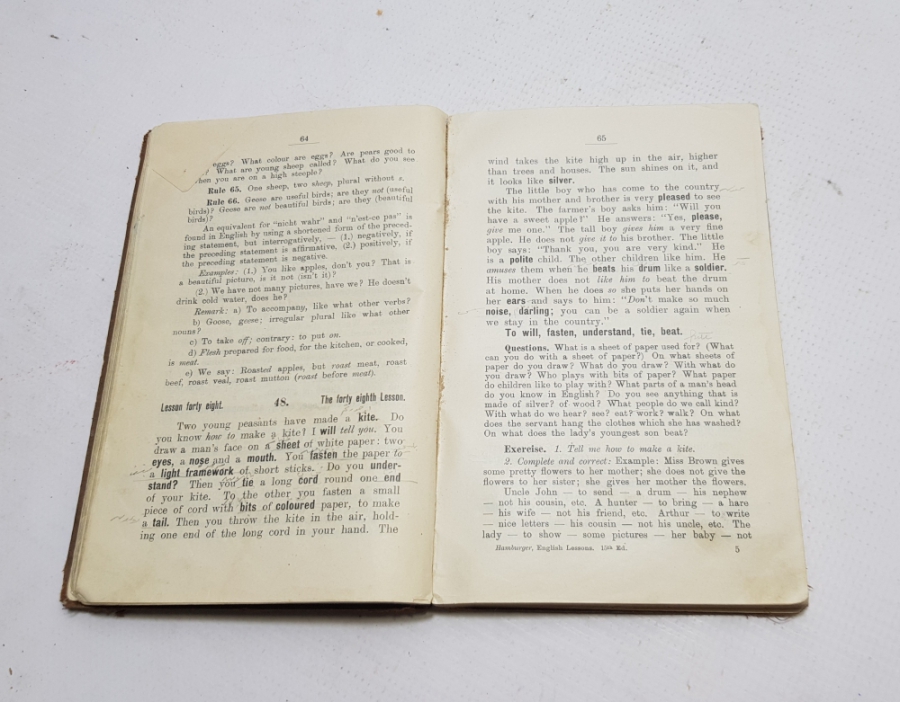 64
eggs? What colour are eggs? Are pears good to
What are young sheep called? What do you see
when you are on a high steeple?
Rule 65. One sheep, two sheep, plural without s.
Rule 66. Geese are useful birds; are they not (useful
birds)? Geese are not beautiful birds; are they (beautiful
birds)?
An equivalent for "nicht wahr" and "n'est-ce pas" is
found in English by using a shortened form of the preced-
ing statement, but interrogatively, — (1.) negatively, if
the preceding statement is affirmative, (2.) positively, if
the preceding statement is negative.
Examples: (1.) You like apples, don't you? That is
a beautiful picture, is it not (isn't it)?
(2.) We have not many pictures, have we? He doesn't
drink cold water, does he?
Remark: a) To accompany, like what other verbs?
b) Goose, geese; irregular plural like what other
nouns?
c) To take off; contrary: to put on.
d) Flesh prepared for food, for the kitchen, or cooked,
is meat.
e) We say: Roasted apples, but roast meat, roast
beef, roast veal, roast mutton (roast before meat).
Lesson forty eight. 48. The forty eighth Lesson.
Two young peasants have made a kite. Do
you know how to make a kite? I will tell you. You
draw a man's face on a sheet of white paper: two
eyes, a nose and a mouth. You fasten the paper to
a light framework of short sticks. Do you under-
stand? Then you tie a long cord round one end
of your kite. To the other you fasten a small
piece of cord with bits of coloured paper, to make
a tail. Then you throw the kite in the air, hold-
ing one end of the long cord in your hand. The
65
wind takes the kite high up in the air, higher
than trees and houses. The sun shines on it, and
it looks like silver.
The little boy who has come to the country
with his mother and brother is very pleased to see
the kite. The farmer's boy asks him: "Will you
have a sweet apple?" He answers: "Yes, please,
give me one." The tall boy gives him a very fine
apple. He does not give it to his brother. The little
boy says: "Thank you, you are very kind." He
is a polite child. The other children like him. He
amuses them when he beats his drum like a soldier.
His mother does not like him to beat the drum
at home. When he does so she puts her hands on
her ears and says to him: "Don't make so much
noise, darling; you can be a soldier again when
we stay in the country."
To will, fasten, understand, tie, beat.
Questions. What is a sheet of paper used for? (What
can you do with a sheet of paper?) On what sheets of
paper do you draw? What do you draw? With what do
you draw? Who plays with bits of paper? What paper
do children like to play with? What parts of a man's head
do you know in English? Do you see anything that is
made of silver? of wood? What people do we call kind?
With what do we hear? see? eat? work? walk? On what
does the servant hang the clothes which she has washed?
On what does the lady's youngest son beat?
Exercise. 1. Tell me how to make a kite.
2. Complete and correct: Example: Miss Brown gives
some pretty flowers to her mother; she does not give the
flowers to her sister; she gives her mother the flowers.
Uncle John — to send — a drum — his nephew
— not his cousin, etc. A hunter — to bring — a hare
— his wife — not his friend, etc. Arthur — to write
— nice letters — his cousin — not his uncle, etc. The
lady — to show — some pictures — her baby — not
Hamburger, English Lessons. 15th Ed. 5